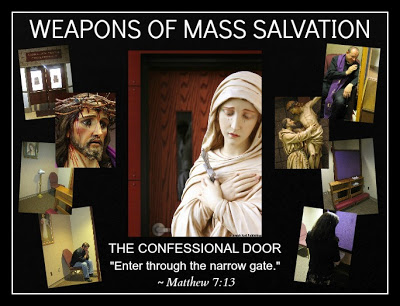 WEAPONS OF MASS SALVATION
THE CONFESSIONAL DOOR
"Enter through the narrow gate."
~ Matthew 7:13